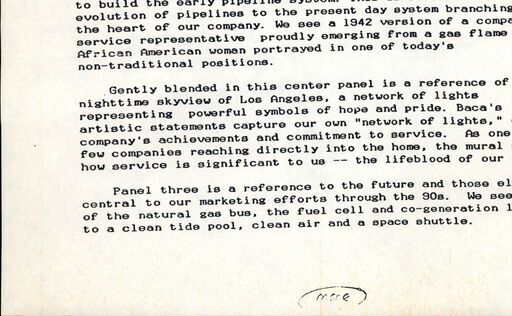 to build the early pipeline system.
evolution of pipelines to the present day system branching
the heart of our company. We see a 1942 version of a compa
service representative proudly emerging from a gas flame
African American woman portrayed in one of today's
non-traditional positions.
Gently blended in this center panel is a reference of
nighttime skyview of Los Angeles, a network of lights
representing powerful symbols of hope and pride. Baca's
artistic statements capture our own "network of lights,"
company's achievements and commitment to service. As one
few companies reaching directly into the home, the mural
how service is significant to us -- the lifeblood of our
Panel three is a reference to the future and those el
central to our marketing efforts through the 90s. We see
of the natural gas bus, the fuel cell and co-generation l
to a clean tide pool, clean air and a space shuttle.
more